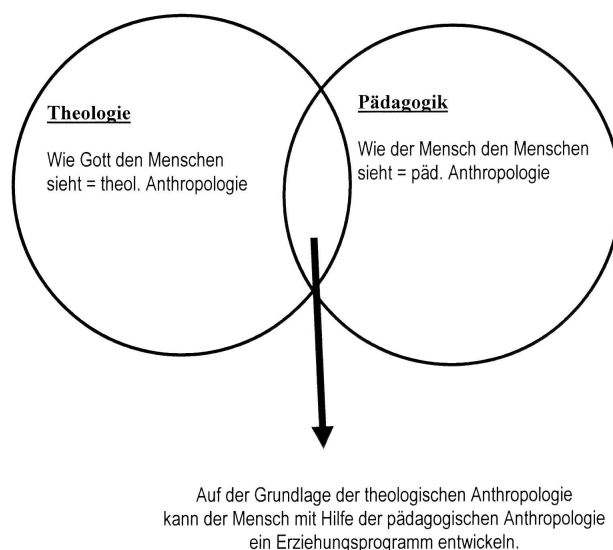 Theologie
Wie Gott den Menschen
sieht = theol. Anthropologie
Pädagogik
Wie der Mensch den Menschen
sieht = päd. Anthropologie
Auf der Grundlage der theologischen Anthropologie
kann der Mensch mit Hilfe der pädagogischen Anthropologie
ein Erziehungsprogramm entwickeln.